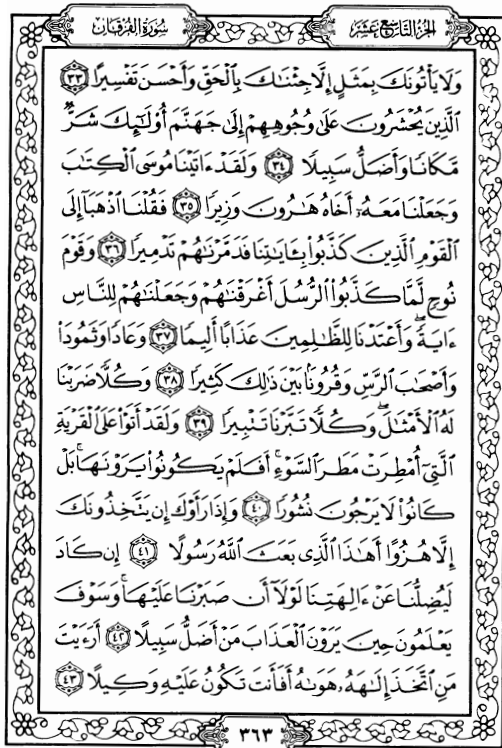 الجزء التاسع عشر
سورة الفرقان
وَلَا يَأْتُونَكَ بِمَثَلٍ إِلَّا جِئْنَٰكَ بِٱلْحَقِّ وَأَحْسَنَ تَفْسِيرًا ٣٣
ٱلَّذِينَ يُحْشَرُونَ عَلَىٰ وُجُوهِهِمْ إِلَىٰ جَهَنَّمَ أُو۟لَٰٓئِكَ شَرٌّ
مَّكَانًا وَأَضَلُّ سَبِيلًا ٣٤ وَلَقَدْ ءَاتَيْنَا مُوسَى ٱلْكِتَٰبَ
وَجَعَلْنَا مَعَهُۥٓ أَخَاهُ هَٰرُونَ وَزِيرًا ٣٥ فَقُلْنَا ٱذْهَبَآ إِلَى
ٱلْقَوْمِ ٱلَّذِينَ كَذَّبُوا۟ بِـَٔايَٰتِنَا فَدَمَّرْنَٰهُمْ تَدْمِيرًا ٣٦ وَقَوْمَ
نُوحٍ لَّمَّا كَذَّبُوا۟ ٱلرُّسُلَ أَغْرَقْنَٰهُمْ وَجَعَلْنَٰهُمْ لِلنَّاسِ
ءَايَةً ۖ وَأَعْتَدْنَا لِلظَّٰلِمِينَ عَذَابًا أَلِيمًا ٣٧ وَعَادًا وَثَمُودَا۟
وَأَصْحَٰبَ ٱلرَّسِّ وَقُرُونًۢا بَيْنَ ذَٰلِكَ كَثِيرًا ٣٨ وَكُلًّا ضَرَبْنَا
لَهُ ٱلْأَمْثَٰلَ ۖ وَكُلًّا تَبَّرْنَا تَتْبِيرًا ٣٩ وَلَقَدْ أَتَوْا۟ عَلَى ٱلْقَرْيَةِ
ٱلَّتِىٓ أُمْطِرَتْ مَطَرَ ٱلسَّوْءِ ۚ أَفَلَمْ يَكُونُوا۟ يَرَوْنَهَا ۚ بَلْ
كَانُوا۟ لَا يَرْجُونَ نُشُورًا ٤٠ وَإِذَا رَأَوْكَ إِن يَتَّخِذُونَكَ
إِلَّا هُزُوًا أَهَٰذَا ٱلَّذِى بَعَثَ ٱللَّهُ رَسُولًا ٤١ إِن كَادَ
لَيُضِلُّنَا عَنْ ءَالِهَتِنَا لَوْلَآ أَن صَبَرْنَا عَلَيْهَا ۚ وَسَوْفَ
يَعْلَمُونَ حِينَ يَرَوْنَ ٱلْعَذَابَ مَنْ أَضَلُّ سَبِيلًا ٤٢ أَرَءَيْتَ
مَنِ ٱتَّخَذَ إِلَٰهَهُۥ هَوَىٰهُ أَفَأَنتَ تَكُونُ عَلَيْهِ وَكِيلًا ٤٣
٣٦٣